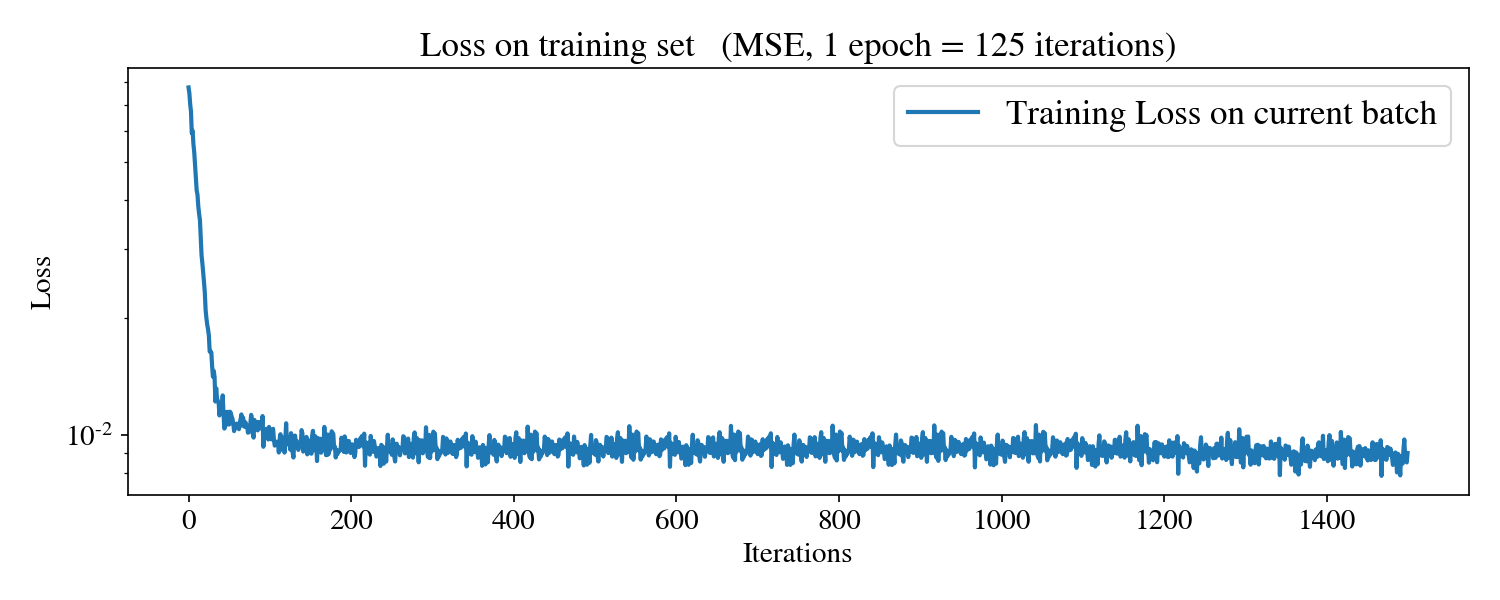 Loss on training set (MSE, 1 epoch = 125 iterations)
Training Loss on current batch
Loss
10-2
0 200 400 600 800 1000 1200 1400
Iterations